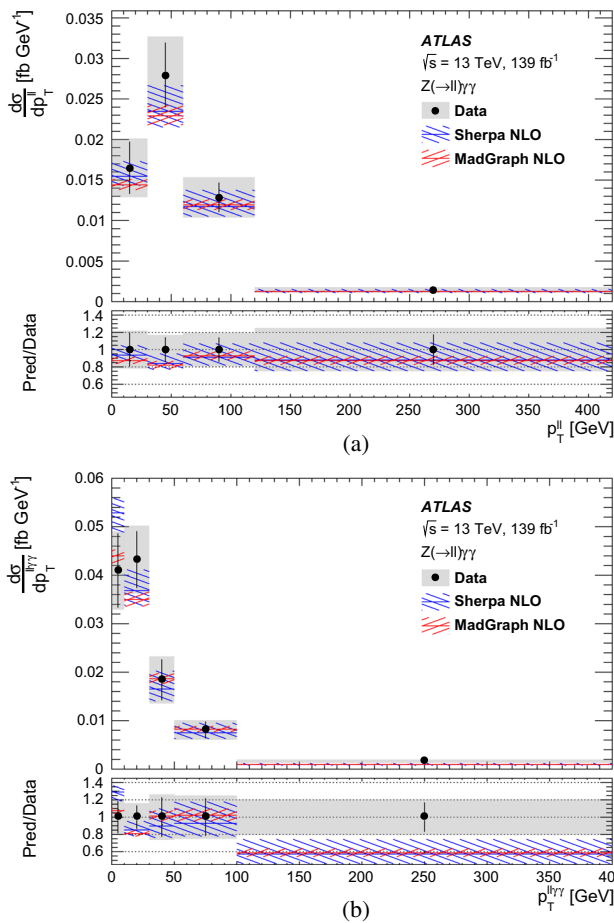 dσ/dp_T^ll [fb GeV⁻¹]
0.035
0.03
0.025
0.02
0.015
0.01
0.005
0
ATLAS
√s = 13 TeV, 139 fb⁻¹
Z(→ll)γγ
Data
Sherpa NLO
MadGraph NLO
Pred/Data
1.4
1.2
1.0
0.8
0.6
0 50 100 150 200 250 300 350 400
p_T^ll [GeV]
(a)
dσ/dp_T^llγγ [fb GeV⁻¹]
0.06
0.05
0.04
0.03
0.02
0.01
0
ATLAS
√s = 13 TeV, 139 fb⁻¹
Z(→ll)γγ
Data
Sherpa NLO
MadGraph NLO
Pred/Data
1.4
1.2
1.0
0.8
0.6
0 50 100 150 200 250 300 350 400
p_T^llγγ [GeV]
(b)